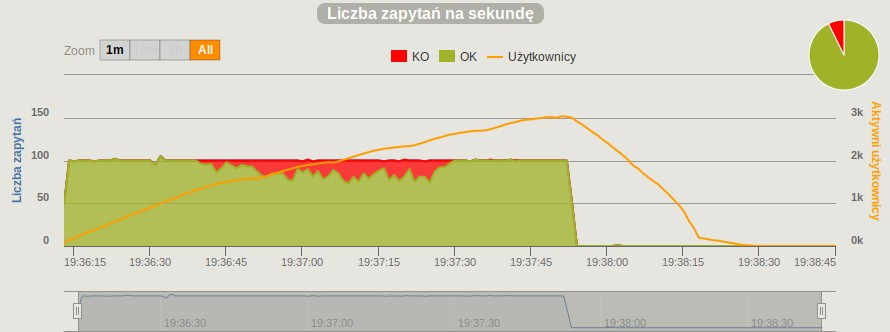 Liczba zapytań na sekundę
Zoom 1m 10m 1h All
KO OK Użytkownicy
Liczba zapytań
150
100
50
0
3k
2k
1k
0k
Aktywni użytkownicy
19:36:15 19:36:30 19:36:45 19:37:00 19:37:15 19:37:30 19:37:45 19:38:00 19:38:15 19:38:30 19:38:45
19:36:30 19:37:00 19:37:30 19:38:00 19:38:30